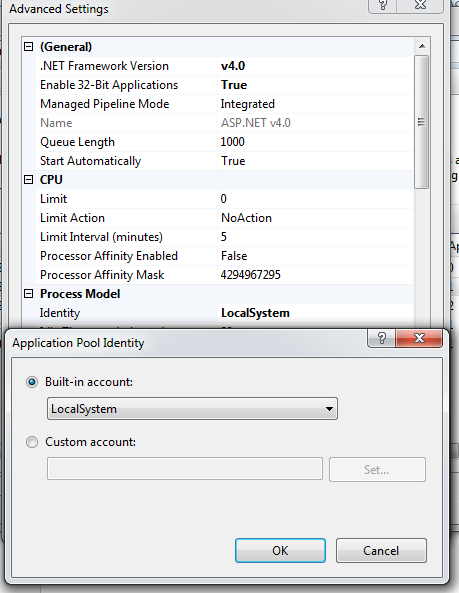 Advanced Settings
(General)
.NET Framework Version v4.0
Enable 32-Bit Applications True
Managed Pipeline Mode Integrated
Name ASP.NET v4.0
Queue Length 1000
Start Automatically True
CPU
Limit 0
Limit Action NoAction
Limit Interval (minutes) 5
Processor Affinity Enabled False
Processor Affinity Mask 4294967295
Process Model
Identity LocalSystem
Application Pool Identity
Built-in account:
LocalSystem
Custom account:
Set...
OK Cancel